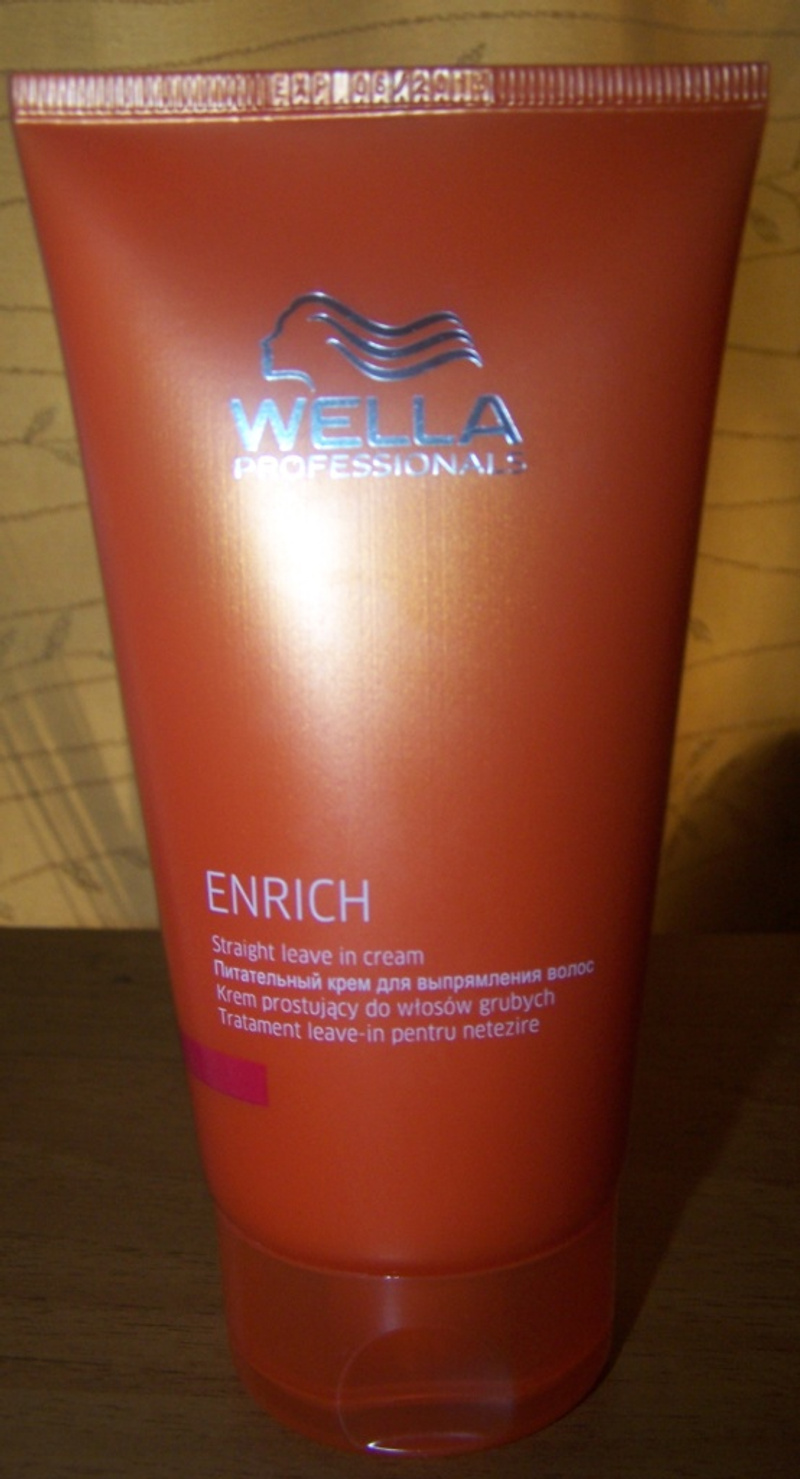 EXP
WELLA
PROFESSIONALS
ENRICH
Straight leave in cream
Питательный крем для выпрямления волос
Krem prostujący do włosów grubych
Tratament leave-in pentru netezire